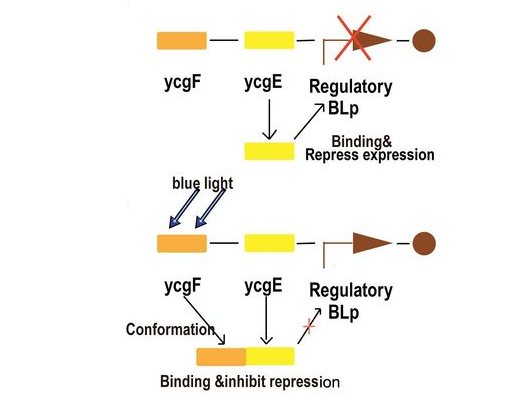 ycgF ycgE Regulatory
BLp
Binding&
Repress expression
blue light
ycgF ycgE Regulatory
BLp
Conformation
Binding &inhibit repression